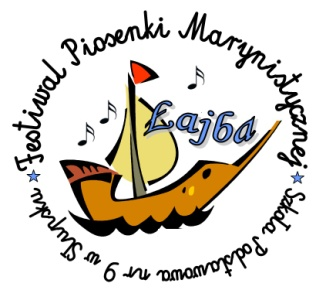 Festiwal Piosenki Marynistycznej
Łajba
Szkoła Podstawowa nr 9 w Słupsku